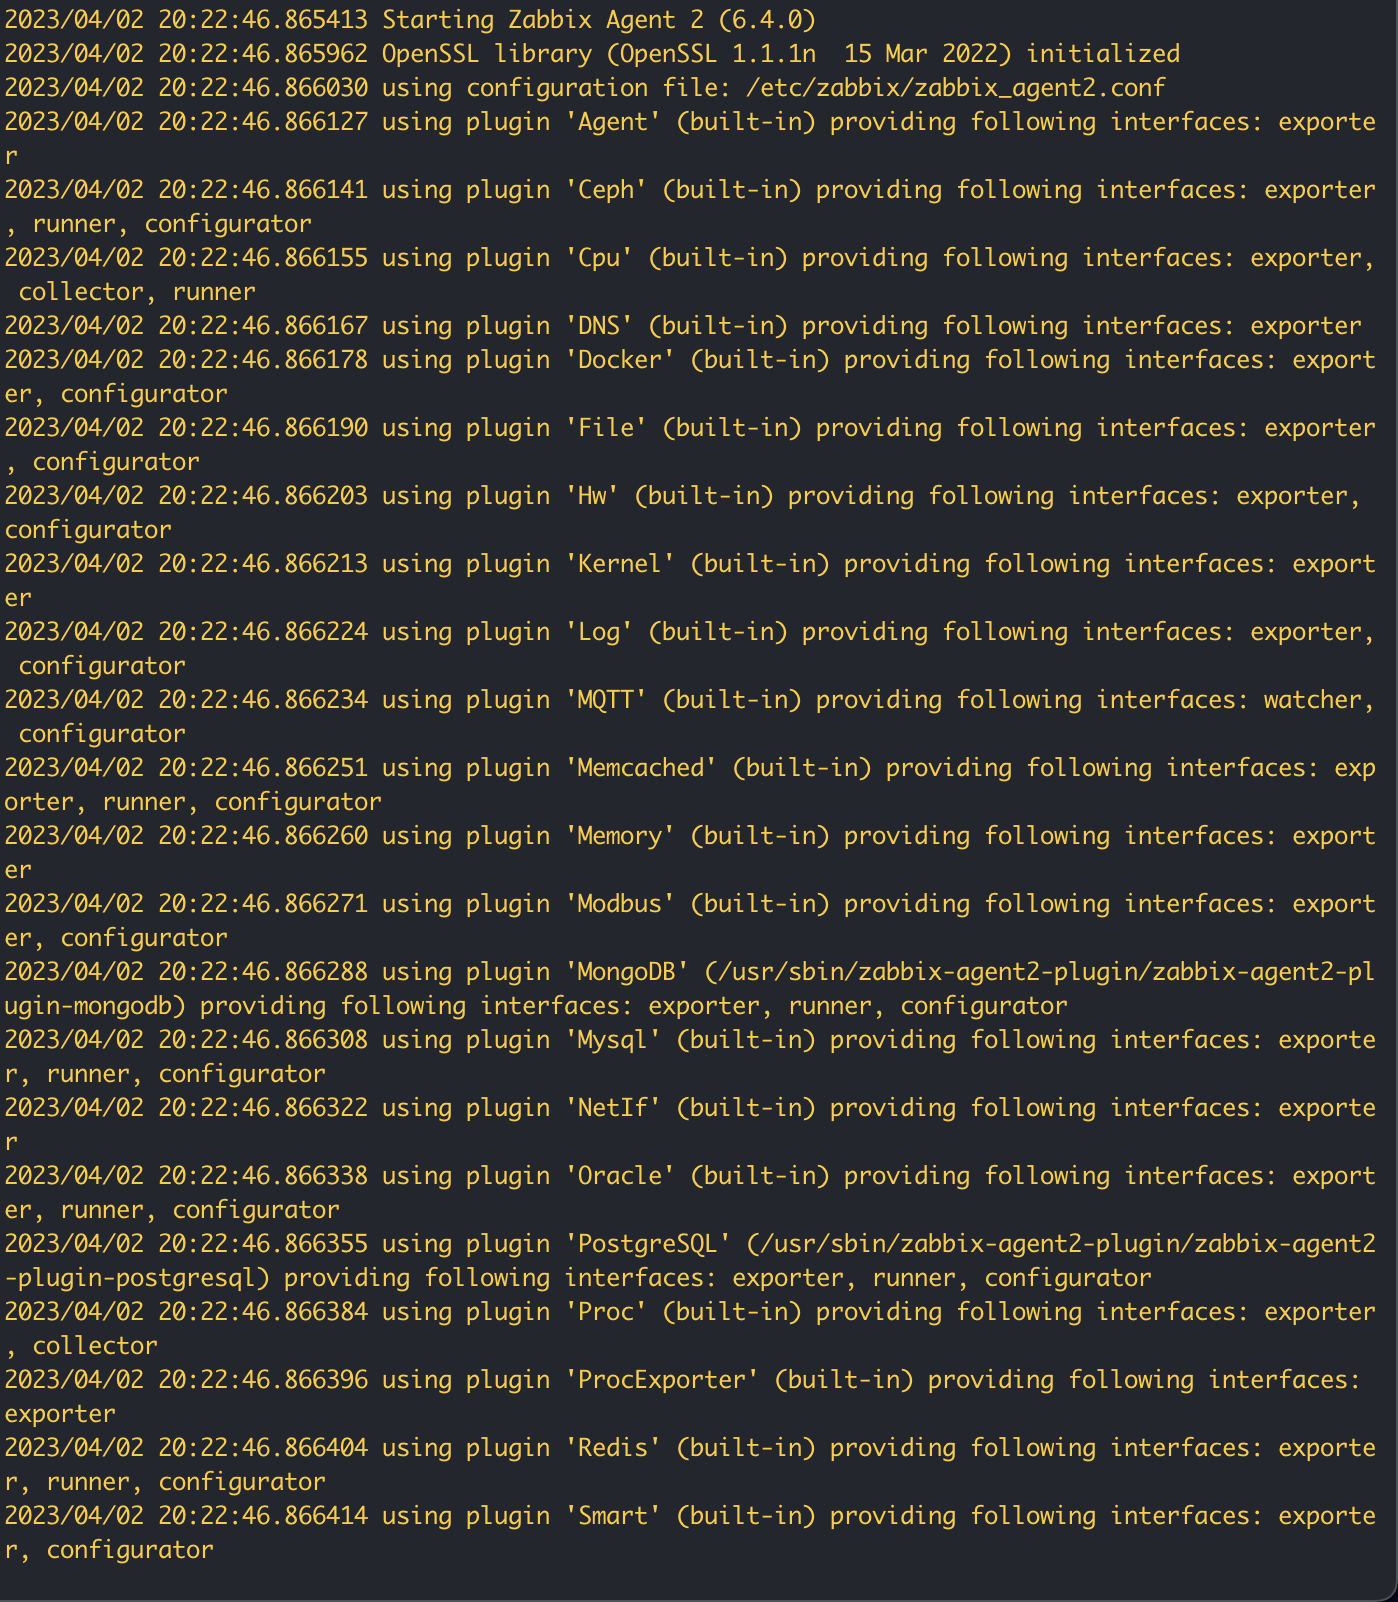 2023/04/02 20:22:46.865413 Starting Zabbix Agent 2 (6.4.0)
2023/04/02 20:22:46.865962 OpenSSL library (OpenSSL 1.1.1n  15 Mar 2022) initialized
2023/04/02 20:22:46.866030 using configuration file: /etc/zabbix/zabbix_agent2.conf
2023/04/02 20:22:46.866127 using plugin 'Agent' (built-in) providing following interfaces: exporte
r
2023/04/02 20:22:46.866141 using plugin 'Ceph' (built-in) providing following interfaces: exporter
, runner, configurator
2023/04/02 20:22:46.866155 using plugin 'Cpu' (built-in) providing following interfaces: exporter,
 collector, runner
2023/04/02 20:22:46.866167 using plugin 'DNS' (built-in) providing following interfaces: exporter
2023/04/02 20:22:46.866178 using plugin 'Docker' (built-in) providing following interfaces: export
er, configurator
2023/04/02 20:22:46.866190 using plugin 'File' (built-in) providing following interfaces: exporter
, configurator
2023/04/02 20:22:46.866203 using plugin 'Hw' (built-in) providing following interfaces: exporter,
configurator
2023/04/02 20:22:46.866213 using plugin 'Kernel' (built-in) providing following interfaces: export
er
2023/04/02 20:22:46.866224 using plugin 'Log' (built-in) providing following interfaces: exporter,
 configurator
2023/04/02 20:22:46.866234 using plugin 'MQTT' (built-in) providing following interfaces: watcher,
 configurator
2023/04/02 20:22:46.866251 using plugin 'Memcached' (built-in) providing following interfaces: exp
orter, runner, configurator
2023/04/02 20:22:46.866260 using plugin 'Memory' (built-in) providing following interfaces: export
er
2023/04/02 20:22:46.866271 using plugin 'Modbus' (built-in) providing following interfaces: export
er, configurator
2023/04/02 20:22:46.866288 using plugin 'MongoDB' (/usr/sbin/zabbix-agent2-plugin/zabbix-agent2-pl
ugin-mongodb) providing following interfaces: exporter, runner, configurator
2023/04/02 20:22:46.866308 using plugin 'Mysql' (built-in) providing following interfaces: exporte
r, runner, configurator
2023/04/02 20:22:46.866322 using plugin 'NetIf' (built-in) providing following interfaces: exporte
r
2023/04/02 20:22:46.866338 using plugin 'Oracle' (built-in) providing following interfaces: export
er, runner, configurator
2023/04/02 20:22:46.866355 using plugin 'PostgreSQL' (/usr/sbin/zabbix-agent2-plugin/zabbix-agent2
-plugin-postgresql) providing following interfaces: exporter, runner, configurator
2023/04/02 20:22:46.866384 using plugin 'Proc' (built-in) providing following interfaces: exporter
, collector
2023/04/02 20:22:46.866396 using plugin 'ProcExporter' (built-in) providing following interfaces:
exporter
2023/04/02 20:22:46.866404 using plugin 'Redis' (built-in) providing following interfaces: exporte
r, runner, configurator
2023/04/02 20:22:46.866414 using plugin 'Smart' (built-in) providing following interfaces: exporte
r, configurator